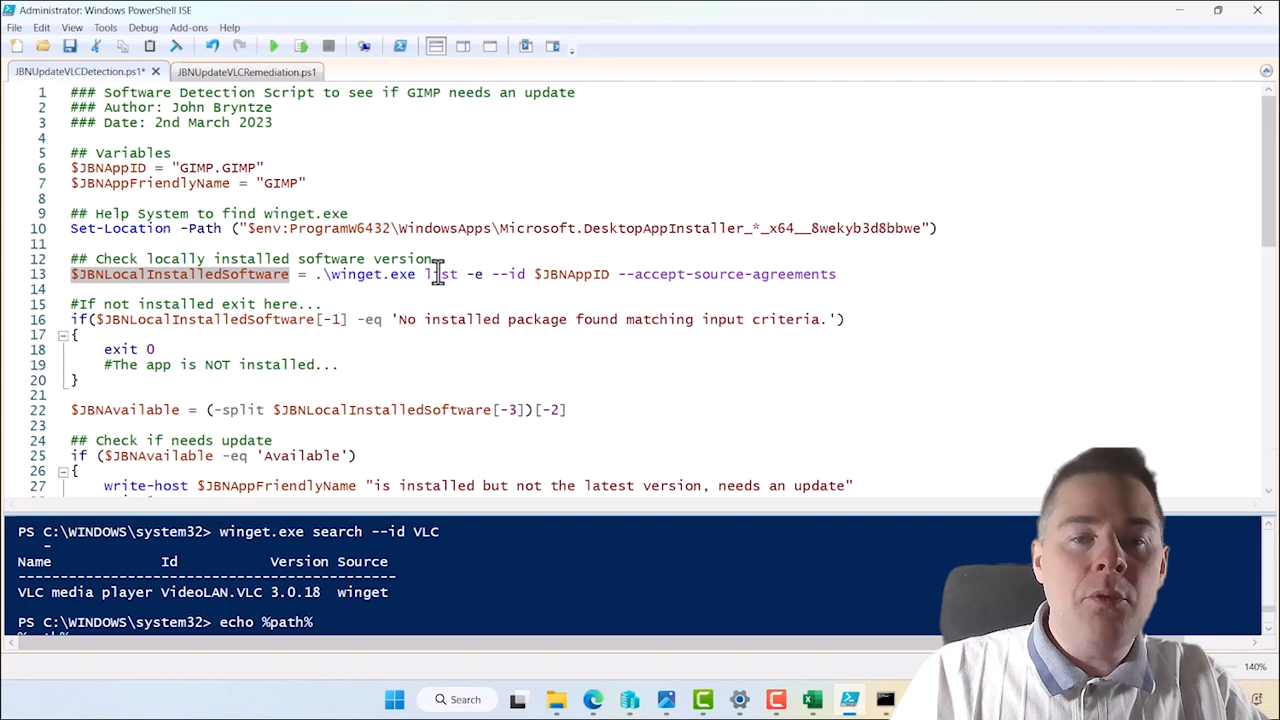 Administrator: Windows PowerShell ISE
File Edit View Tools Debug Add-ons Help
JBNUpdateVLCDetection.ps1* JBNUpdateVLCRemediation.ps1
1 ### Software Detection Script to see if GIMP needs an update
2 ### Author: John Bryntze
3 ### Date: 2nd March 2023
4
5 ## Variables
6 $JBNAppID = "GIMP.GIMP"
7 $JBNAppFriendlyName = "GIMP"
8
9 ## Help System to find winget.exe
10 Set-Location -Path ("$env:ProgramW6432\WindowsApps\Microsoft.DesktopAppInstaller_*_x64__8wekyb3d8bbwe")
11
12 ## Check locally installed software version
13 $JBNLocalInstalledSoftware = .\winget.exe list -e --id $JBNAppID --accept-source-agreements
14
15 #If not installed exit here...
16 if($JBNLocalInstalledSoftware[-1] -eq 'No installed package found matching input criteria.')
17 {
18 exit 0
19 #The app is NOT installed...
20 }
21
22 $JBNAvailable = (-split $JBNLocalInstalledSoftware[-3])[-2]
23
24 ## Check if needs update
25 if ($JBNAvailable -eq 'Available')
26 {
27 write-host $JBNAppFriendlyName "is installed but not the latest version, needs an update"
PS C:\WINDOWS\system32> winget.exe search --id VLC
-
Name Id Version Source
-----------------------------------------------
VLC media player VideoLAN.VLC 3.0.18 winget
PS C:\WINDOWS\system32> echo %path%
140%
Search